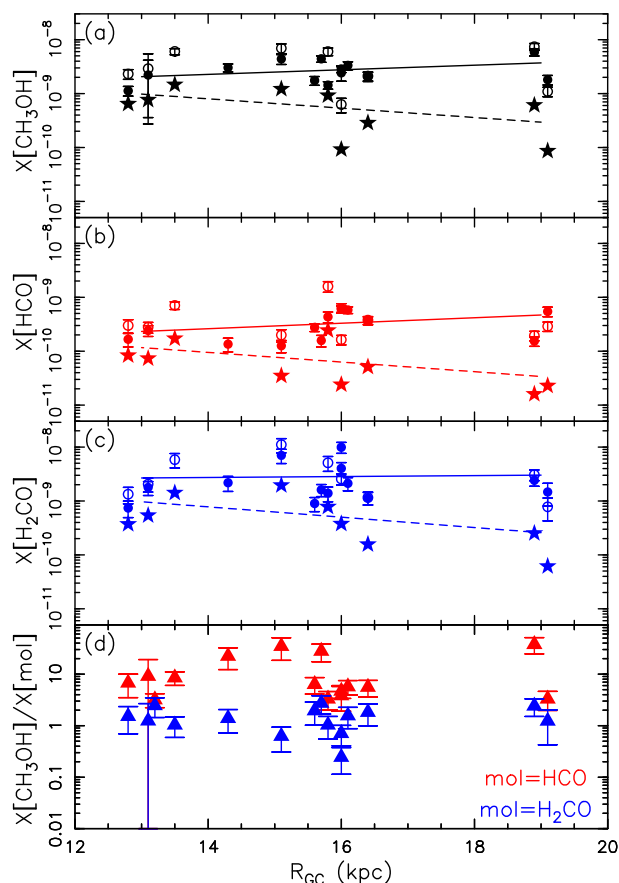 (a)
X[CH₃OH]
10⁻⁸
10⁻⁹
10⁻¹⁰
10⁻¹¹
(b)
X[HCO]
10⁻⁸
10⁻⁹
10⁻¹⁰
10⁻¹¹
(c)
X[H₂CO]
10⁻⁸
10⁻⁹
10⁻¹⁰
10⁻¹¹
(d)
X[CH₃OH]/X[mol]
10
1
0.1
0.01
mol=HCO
mol=H₂CO
12 14 16 18 20
R_GC (kpc)